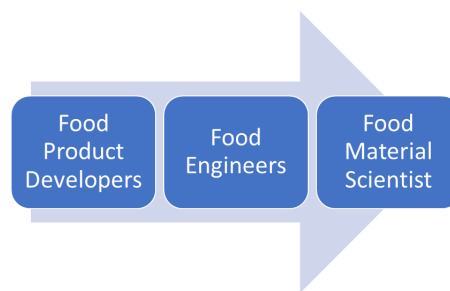 Food
Product
Developers
Food
Engineers
Food
Material
Scientist